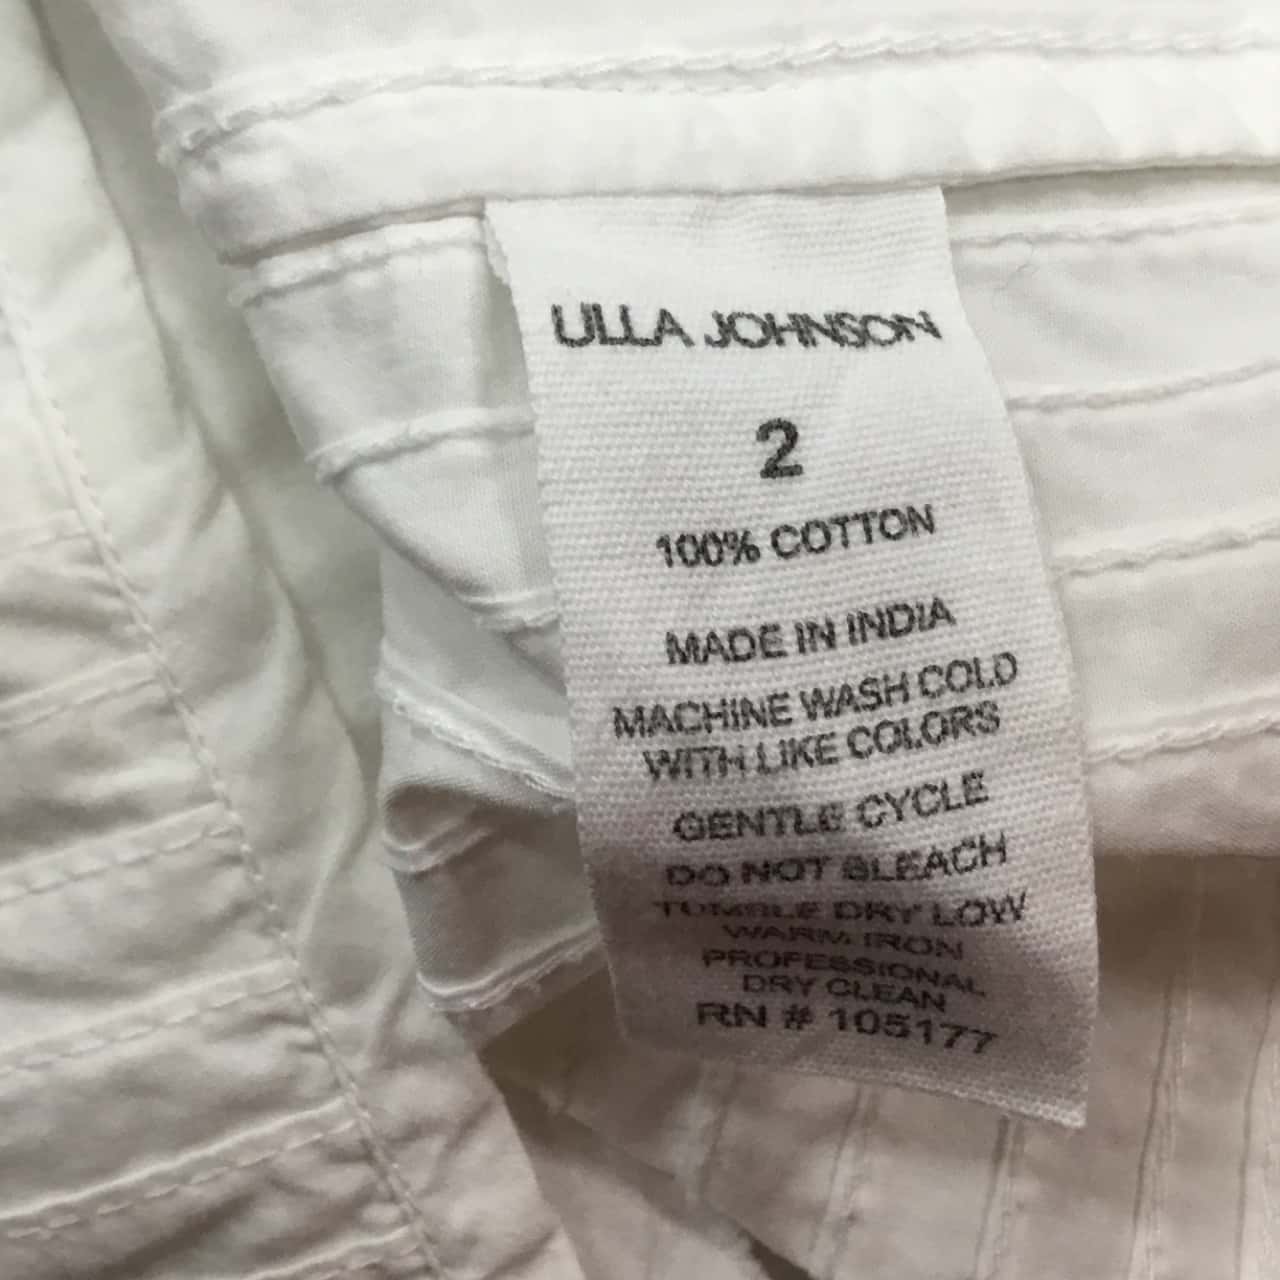 ULLA JOHNSON
2
100% COTTON
MADE IN INDIA
MACHINE WASH COLD
WITH LIKE COLORS
GENTLE CYCLE
DO NOT BLEACH
TUMBLE DRY LOW
WARM IRON
PROFESSIONAL
DRY CLEAN
RN # 105177